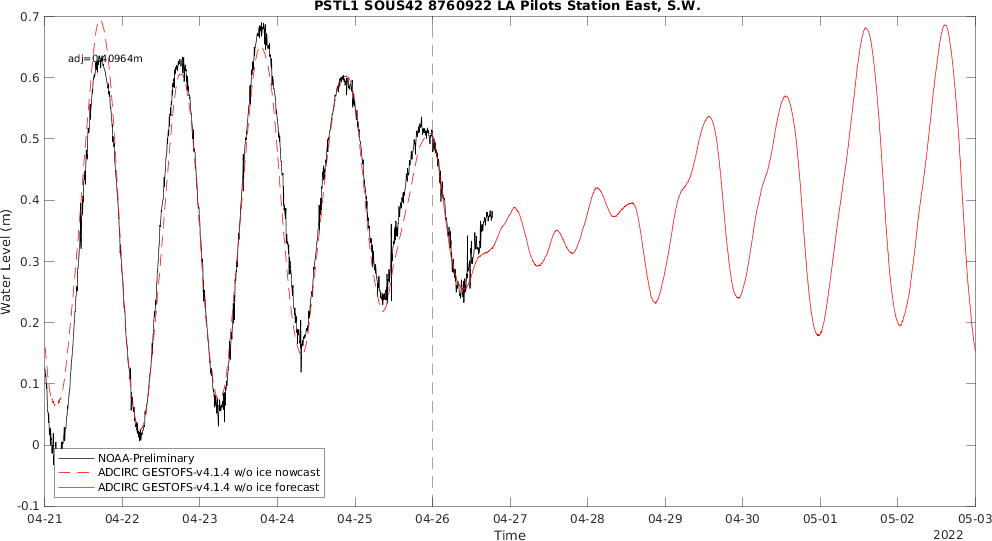 PSTL1 SOUS42 8760922 LA Pilots Station East, S.W.
adj=0.40964m
Water Level (m)
0.7
0.6
0.5
0.4
0.3
0.2
0.1
0
-0.1
NOAA-Preliminary
ADCIRC GESTOFS-v4.1.4 w/o ice nowcast
ADCIRC GESTOFS-v4.1.4 w/o ice forecast
04-21 04-22 04-23 04-24 04-25 04-26 04-27 04-28 04-29 04-30 05-01 05-02 05-03
Time
2022